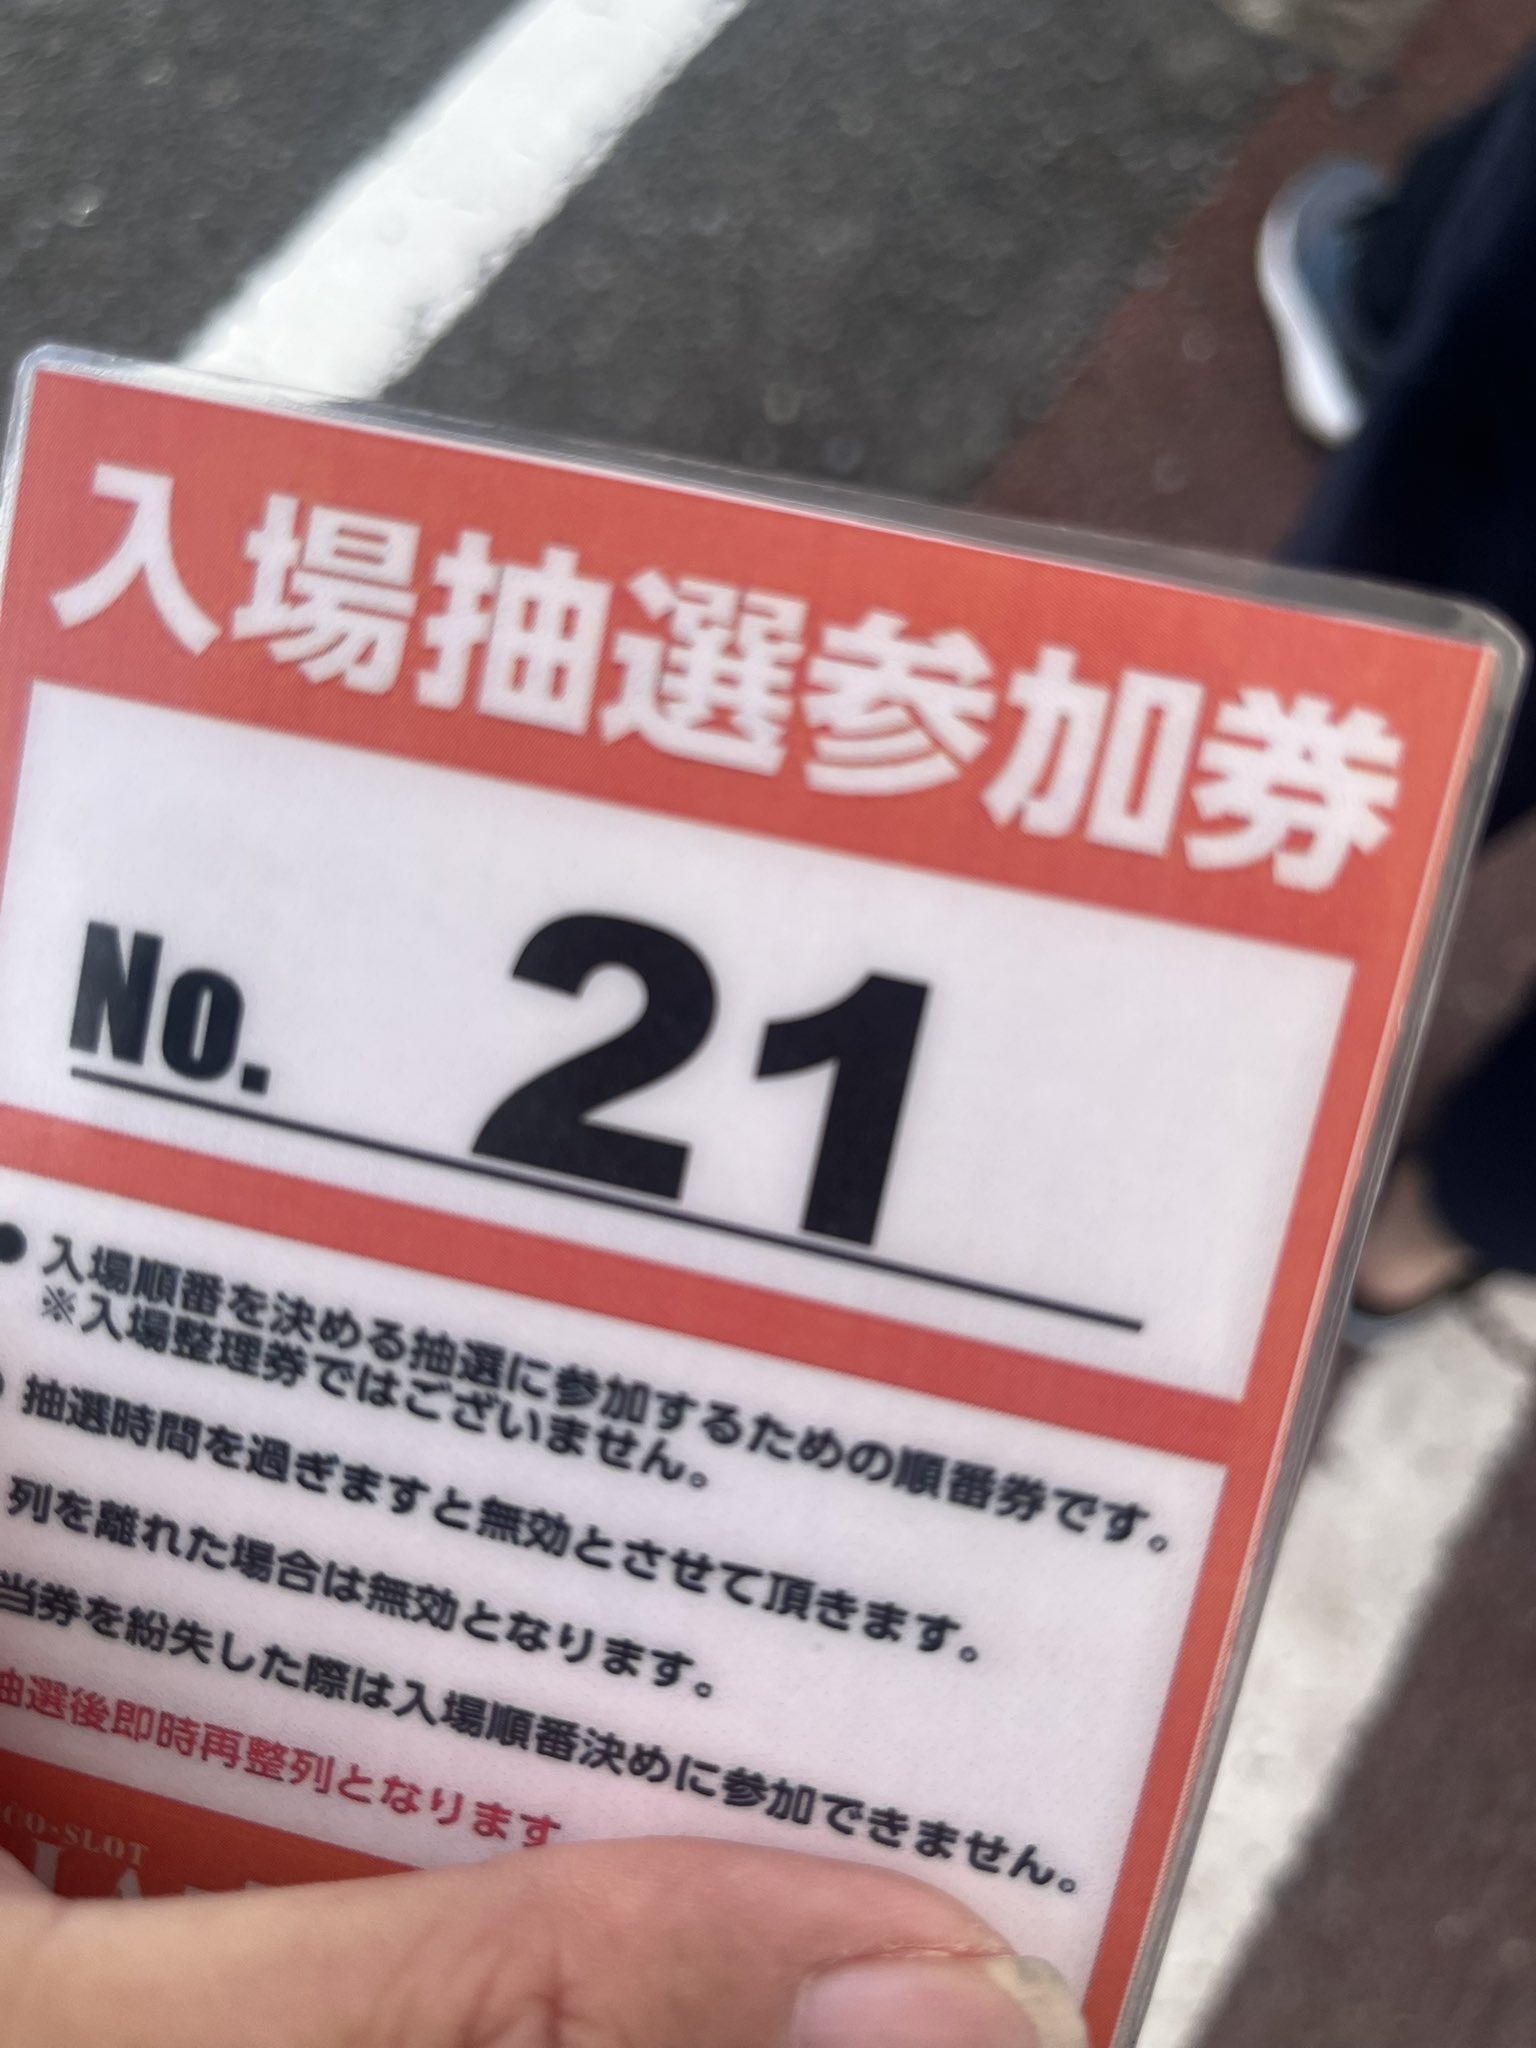 入場抽選参加券
No. 21
● 入場順番を決める抽選に参加するための順番券です。
※入場整理券ではございません。
抽選時間を過ぎますと無効とさせて頂きます。
列を離れた場合は無効となります。
当券を紛失した際は入場順番決めに参加できません。
抽選後即時再整列となります
CO・SLOT